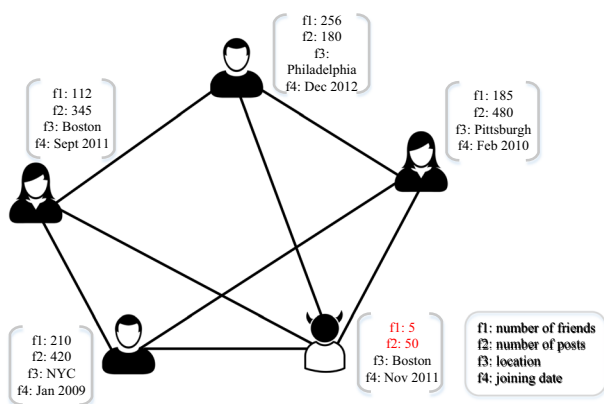 f1: 256
f2: 180
f3:
Philadelphia
f4: Dec 2012
f1: 112
f2: 345
f3: Boston
f4: Sept 2011
f1: 185
f2: 480
f3: Pittsburgh
f4: Feb 2010
f1: 210
f2: 420
f3: NYC
f4: Jan 2009
f1: 5
f2: 50
f3: Boston
f4: Nov 2011
f1: number of friends
f2: number of posts
f3: location
f4: joining date